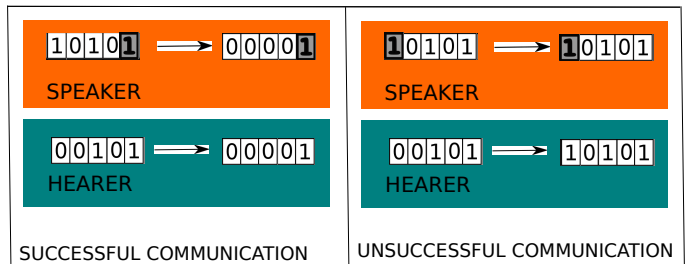 10101 00001
SPEAKER
00101 00001
HEARER
SUCCESSFUL COMMUNICATION
10101 10101
SPEAKER
00101 10101
HEARER
UNSUCCESSFUL COMMUNICATION